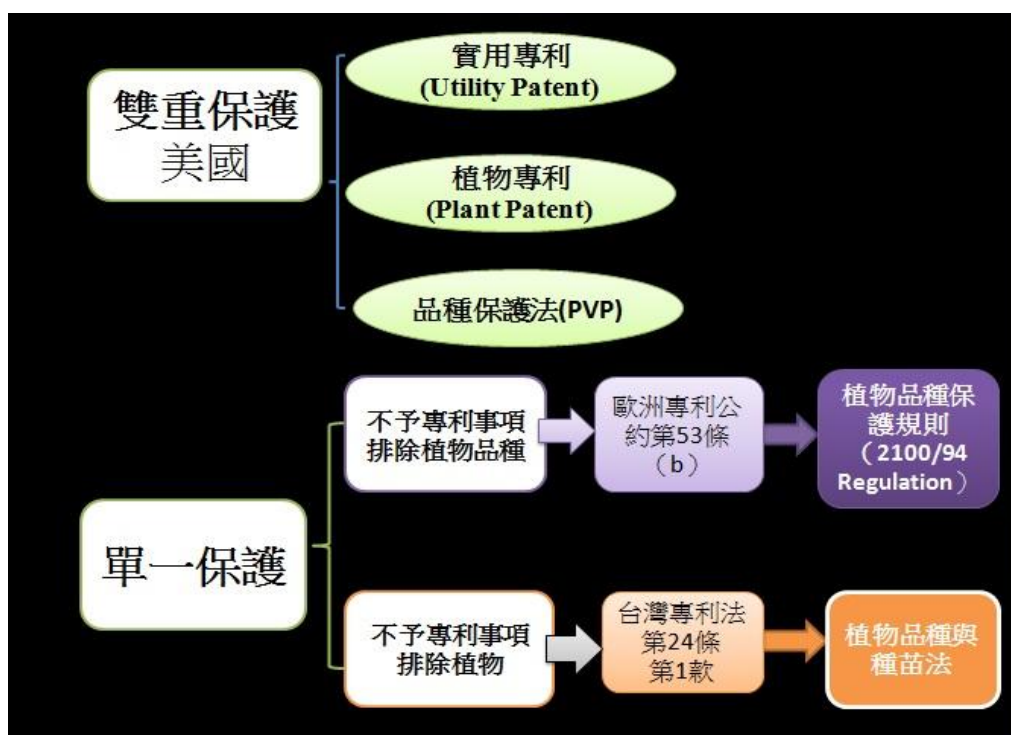 雙重保護
美國
實用專利
(Utility Patent)
植物專利
(Plant Patent)
品種保護法(PVP)
單一保護
不予專利事項
排除植物品種
歐洲專利公
約第53條
（b）
植物品種保
護規則
（2100/94
Regulation）
不予專利事項
排除植物
台灣專利法
第24條
第1款
植物品種與
種苗法